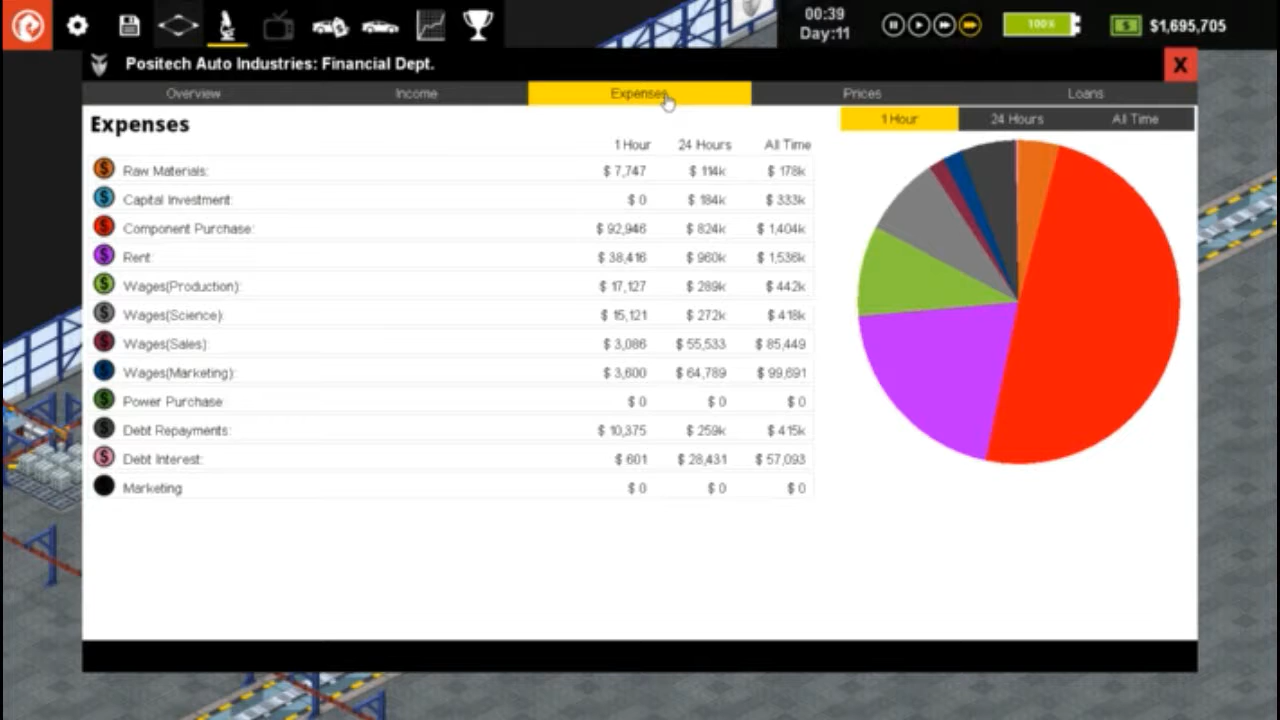 00:39
Day:11
100%
$1,695,705
Positech Auto Industries: Financial Dept.
X
Overview Income Expenses Prices Loans
Expenses
1 Hour 24 Hours All Time
1 Hour 24 Hours All Time
Raw Materials: $ 7,747 $ 114k $ 178k
Capital Investment: $ 0 $ 184k $ 333k
Component Purchase: $ 92,946 $ 824k $ 1,404k
Rent: $ 38,416 $ 960k $ 1,536k
Wages(Production): $ 17,127 $ 289k $ 442k
Wages(Science): $ 15,121 $ 272k $ 418k
Wages(Sales): $ 3,086 $ 55,533 $ 85,449
Wages(Marketing): $ 3,600 $ 64,789 $ 99,691
Power Purchase $ 0 $ 0 $ 0
Debt Repayments: $ 10,375 $ 259k $ 415k
Debt Interest: $ 601 $ 28,431 $ 57,093
Marketing $ 0 $ 0 $ 0